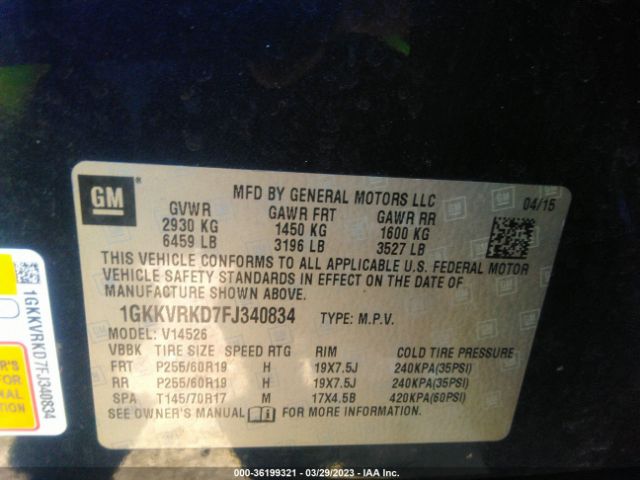 GM
MFD BY GENERAL MOTORS LLC
04/15
GVWR GAWR FRT GAWR RR
2930 KG 1450 KG 1600 KG
6459 LB 3196 LB 3527 LB
THIS VEHICLE CONFORMS TO ALL APPLICABLE U.S. FEDERAL MOTOR
VEHICLE SAFETY STANDARDS IN EFFECT ON THE DATE OF
MANUFACTURE SHOWN ABOVE.
1GKKVRKD7FJ340834 TYPE: M.P.V.
MODEL: V14526
VBBK TIRE SIZE SPEED RTG RIM COLD TIRE PRESSURE
FRT P255/60R19 H 19X7.5J 240KPA(35PSI)
RR P255/60R19 H 19X7.5J 240KPA(35PSI)
SPA T145/70R17 M 17X4.5B 420KPA(60PSI)
SEE OWNER'S MANUAL FOR MORE INFORMATION.
1GKKVRKD7FJ340834
000-36199321 - 03/29/2023 - IAA Inc.